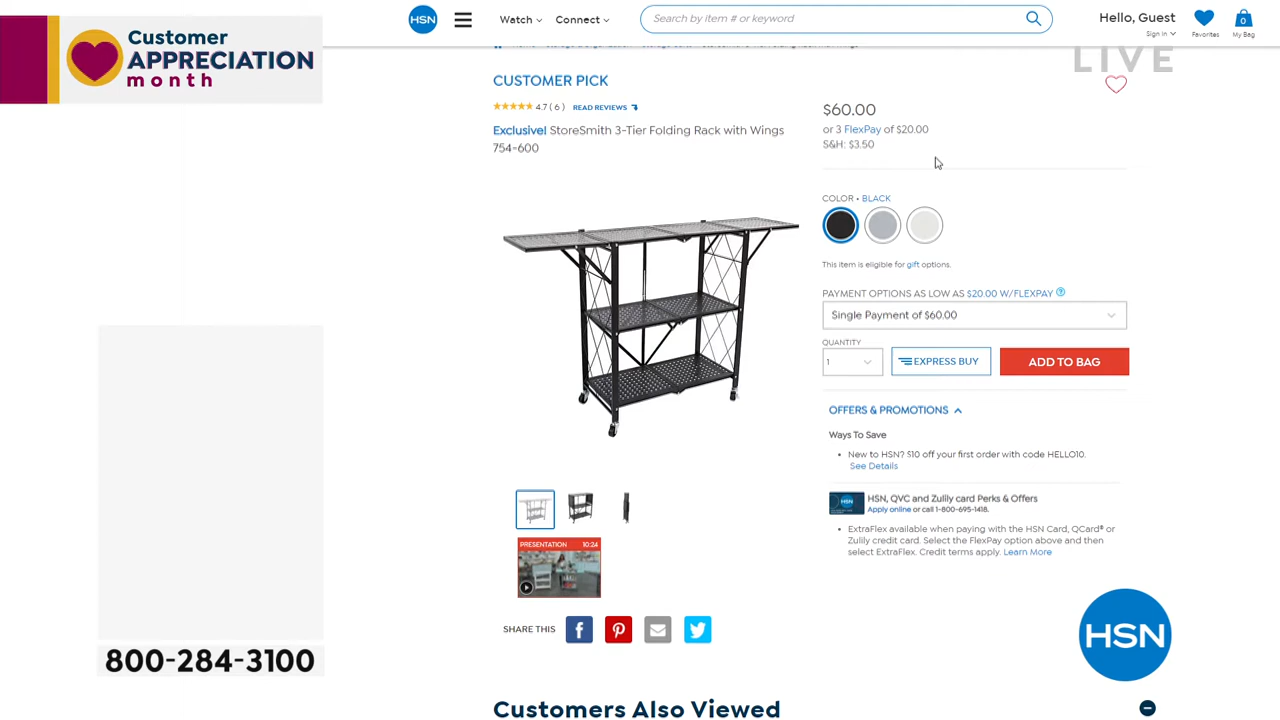 Customer
APPRECIATION
month
HSN
Watch
Connect
Search by item # or keyword
Hello, Guest
Sign in
Favorites
0
My Bag
LIVE
CUSTOMER PICK
4.7 ( 6 ) READ REVIEWS
Exclusive! StoreSmith 3-Tier Folding Rack with Wings
754-600
$60.00
or 3 FlexPay of $20.00
S&H: $3.50
COLOR • BLACK
This item is eligible for gift options.
PAYMENT OPTIONS AS LOW AS $20.00 W/FLEXPAY ?
Single Payment of $60.00
QUANTITY
1
EXPRESS BUY
ADD TO BAG
OFFERS & PROMOTIONS
Ways To Save
• New to HSN? $10 off your first order with code HELLO10.
See Details
HSN, QVC and Zulily card Perks & Offers
Apply online or call 1-800-695-1418.
• ExtraFlex available when paying with the HSN Card, QCard® or
Zulily credit card. Select the FlexPay option above and then
select ExtraFlex. Credit terms apply. Learn More
PRESENTATION 10:24
SHARE THIS
800-284-3100
HSN
Customers Also Viewed